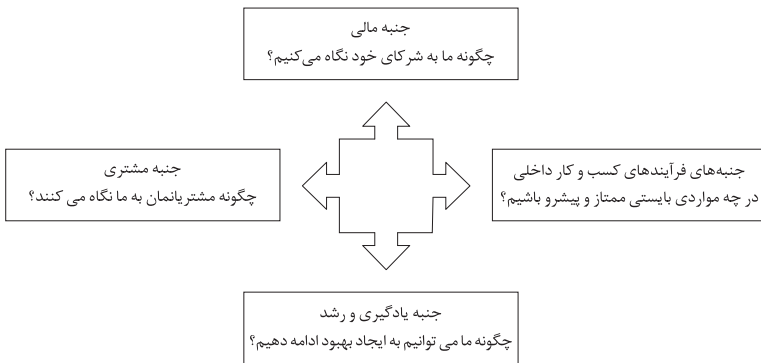 جنبه مالی
چگونه ما به شرکای خود نگاه می‌کنیم؟
جنبه‌های فرآیندهای کسب و کار داخلی
در چه مواردی بایستی ممتاز و پیشرو باشیم؟
جنبه مشتری
چگونه مشتریانمان به ما نگاه می کنند؟
جنبه یادگیری و رشد
چگونه ما می توانیم به ایجاد بهبود ادامه دهیم؟